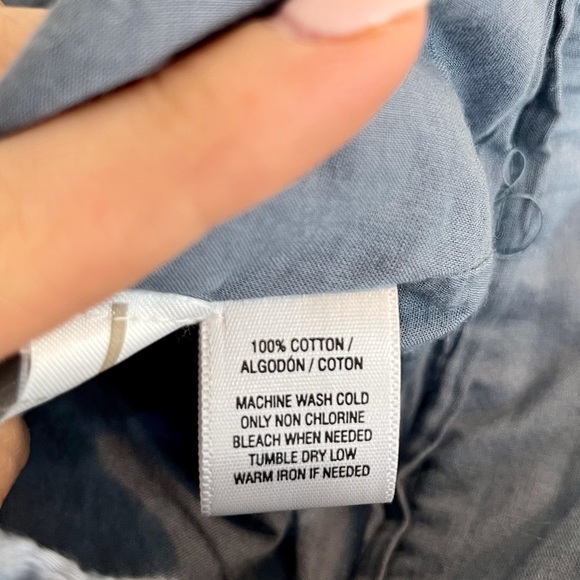 100% COTTON /
ALGODÓN / COTON
MACHINE WASH COLD
ONLY NON CHLORINE
BLEACH WHEN NEEDED
TUMBLE DRY LOW
WARM IRON IF NEEDED